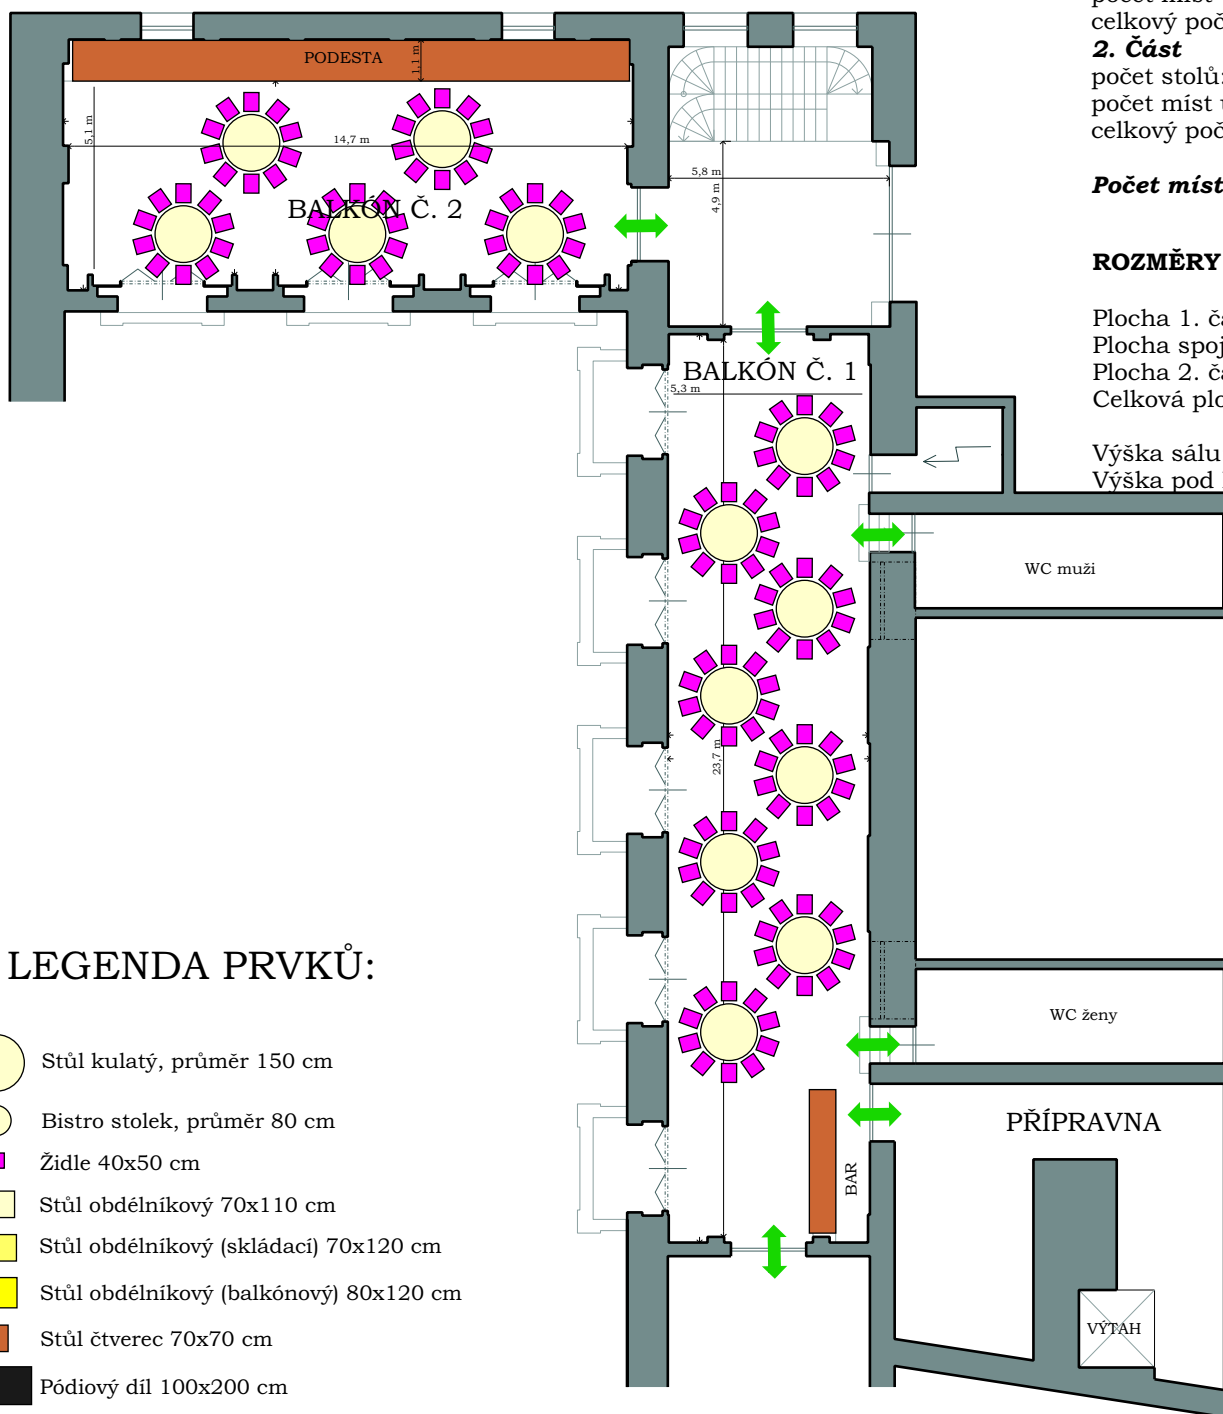 celkový poč
2. Část
počet stolů:
počet míst u
celkový poč
Počet míst
ROZMĚRY
Plocha 1. čá
Plocha spoj
Plocha 2. čá
Celková plo
Výška sálu
Výška pod
PODESTA
1,1 m
5,1 m
14,7 m
BALKÓN Č. 2
5,8 m
4,9 m
BALKÓN Č. 1
5,3 m
WC muži
23,7 m
WC ženy
PŘÍPRAVNA
BAR
VÝTAH
LEGENDA PRVKŮ:
Stůl kulatý, průměr 150 cm
Bistro stolek, průměr 80 cm
Židle 40x50 cm
Stůl obdélníkový 70x110 cm
Stůl obdélníkový (skládací) 70x120 cm
Stůl obdélníkový (balkónový) 80x120 cm
Stůl čtverec 70x70 cm
Pódiový díl 100x200 cm